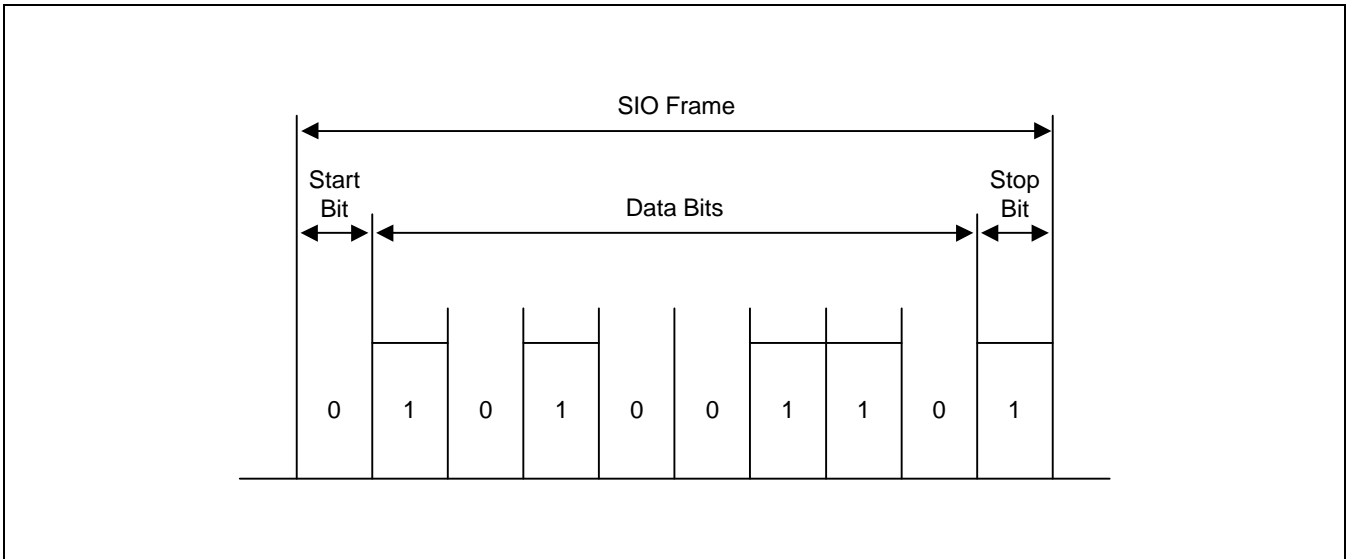 SIO Frame
Start
Bit
Data Bits
Stop
Bit
0 1 0 1 0 0 1 1 0 1